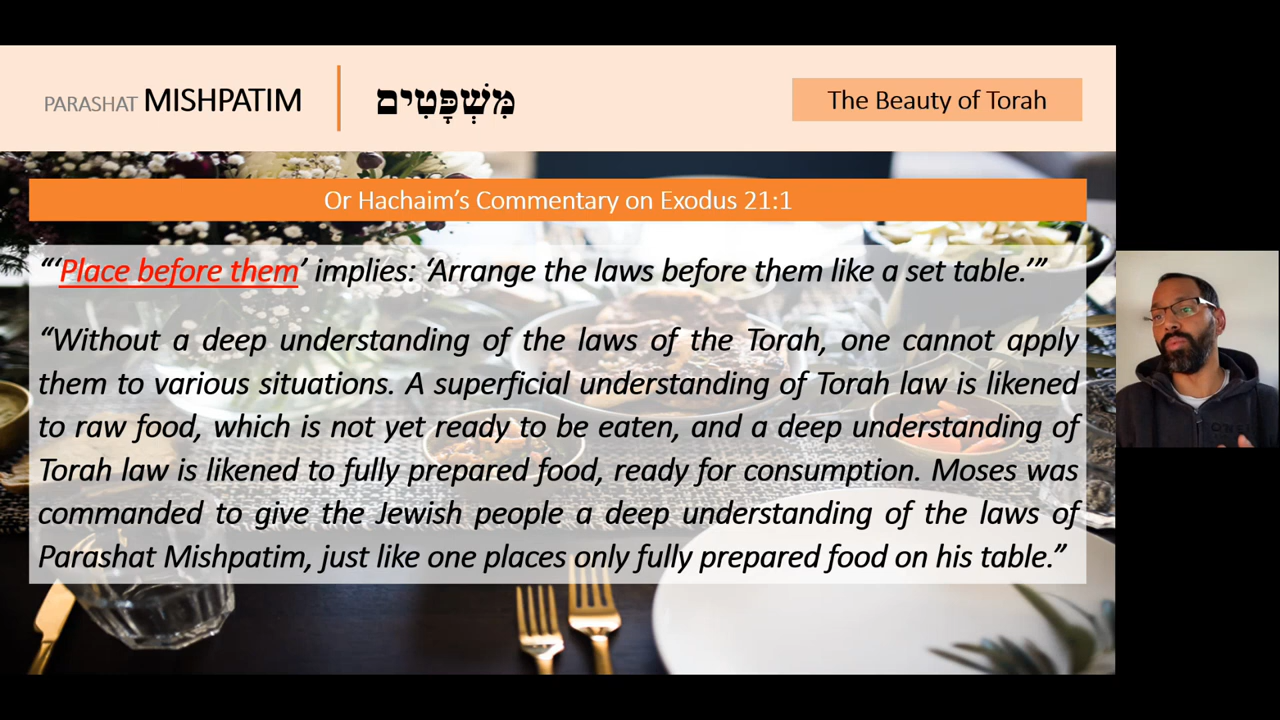 PARASHAT MISHPATIM
מִּשְׁפָּטִים
The Beauty of Torah
Or Hachaim’s Commentary on Exodus 21:1
“‘Place before them’ implies: ‘Arrange the laws before them like a set table.’”
“Without a deep understanding of the laws of the Torah, one cannot apply
them to various situations. A superficial understanding of Torah law is likened
to raw food, which is not yet ready to be eaten, and a deep understanding of
Torah law is likened to fully prepared food, ready for consumption. Moses was
commanded to give the Jewish people a deep understanding of the laws of
Parashat Mishpatim, just like one places only fully prepared food on his table.”